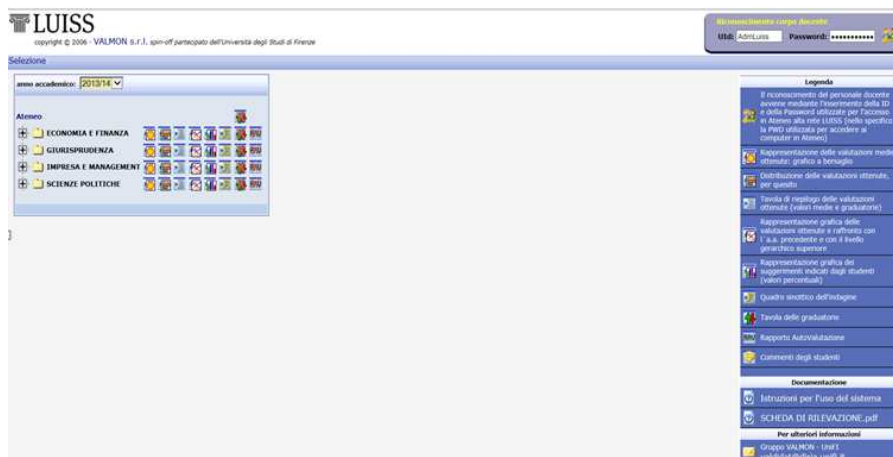 LUISS
copyright © 2006 - VALMON s.r.l. spin-off partecipato dell'Università degli Studi di Firenze
Riconoscimento corpo docente
UId: AdmLuiss Password: •••••••••••
Selezione
anno accademico: 2013/14
Ateneo
ECONOMIA E FINANZA
GIURISPRUDENZA
IMPRESA E MANAGEMENT
SCIENZE POLITICHE
Legenda
Il riconoscimento del personale docente
avviene mediante l'inserimento della ID
e della Password utilizzate per l'accesso
in Ateneo alla rete LUISS (nello specifico
la PWD utilizzata per accedere ai
computer in Ateneo)
Rappresentazione delle valutazioni medie
ottenute: grafico a bersaglio
Distribuzione delle valutazioni ottenute,
per quesito
Tavola di riepilogo delle valutazioni
ottenute (valori medie e graduatorie)
Rappresentazione grafica delle
valutazioni ottenute e raffronto con
l'a.a. precedente e con il livello
gerarchico superiore
Rappresentazione grafica dei
suggerimenti indicati dagli studenti
(valori percentuali)
Quadro sinottico dell'indagine
Tavola delle graduatorie
Rapporto AutoValutazione
Commenti degli studenti
Documentazione
Istruzioni per l'uso del sistema
SCHEDA DI RILEVAZIONE.pdf
Per ulteriori informazioni
Gruppo VALMON - UniFI